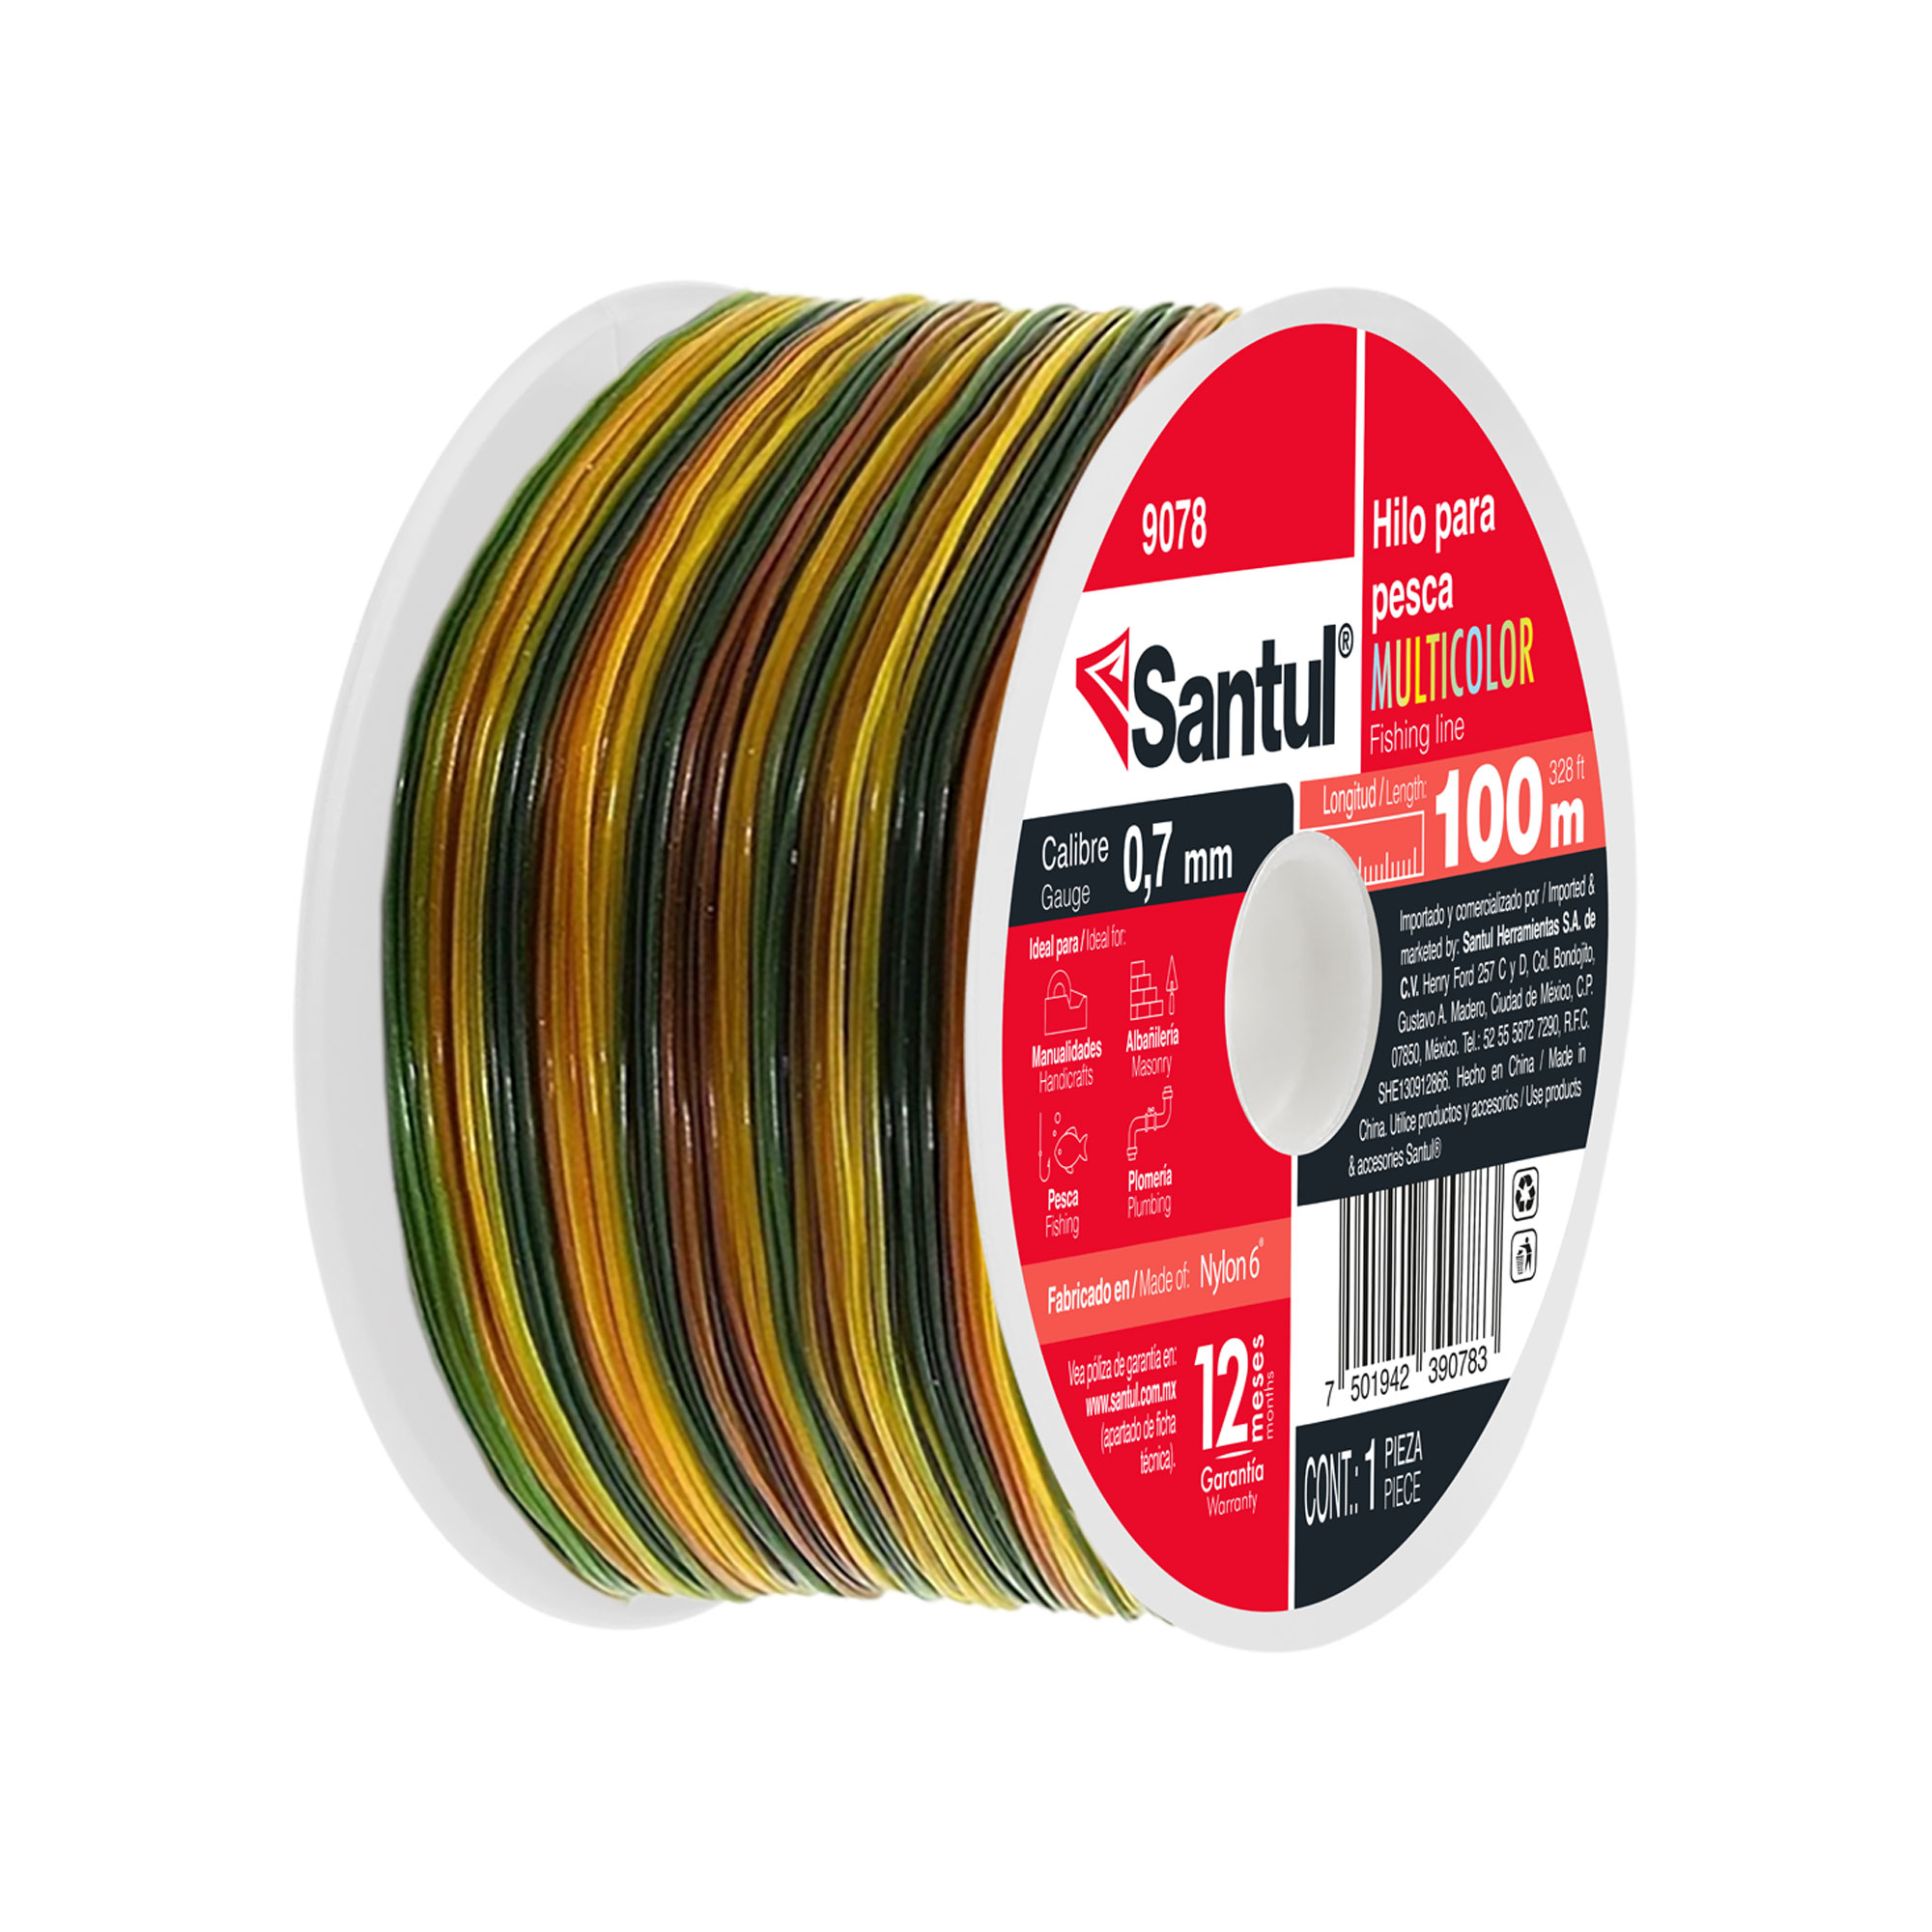 9078
Santul®
Hilo para
pesca
MULTICOLOR
Fishing line
Longitud / Length:
100 m
328 ft
Calibre
Gauge
0,7 mm
Ideal para / Ideal for:
Manualidades
Handicrafts
Albañilería
Masonry
Pesca
Fishing
Plomería
Plumbing
Fabricado en / Made of: Nylon 6®
Vea póliza de garantía en:
www.santul.com.mx
(apartado de ficha
técnica).
12
meses
months
Garantía
Warranty
Importado y comercializado por / Imported &
marketed by: Santul Herramientas S.A. de
C.V. Henry Ford 257 C y D, Col. Bondojito,
Gustavo A. Madero, Ciudad de México, C.P.
07850, México. Tel.: 52 55 5872 7290, R.F.C.
SHE130912866. Hecho en China / Made in
China. Utilice productos y accesorios / Use products
& accesories Santul®
7 501942 390783
CONT.: 1 PIEZA
PIECE